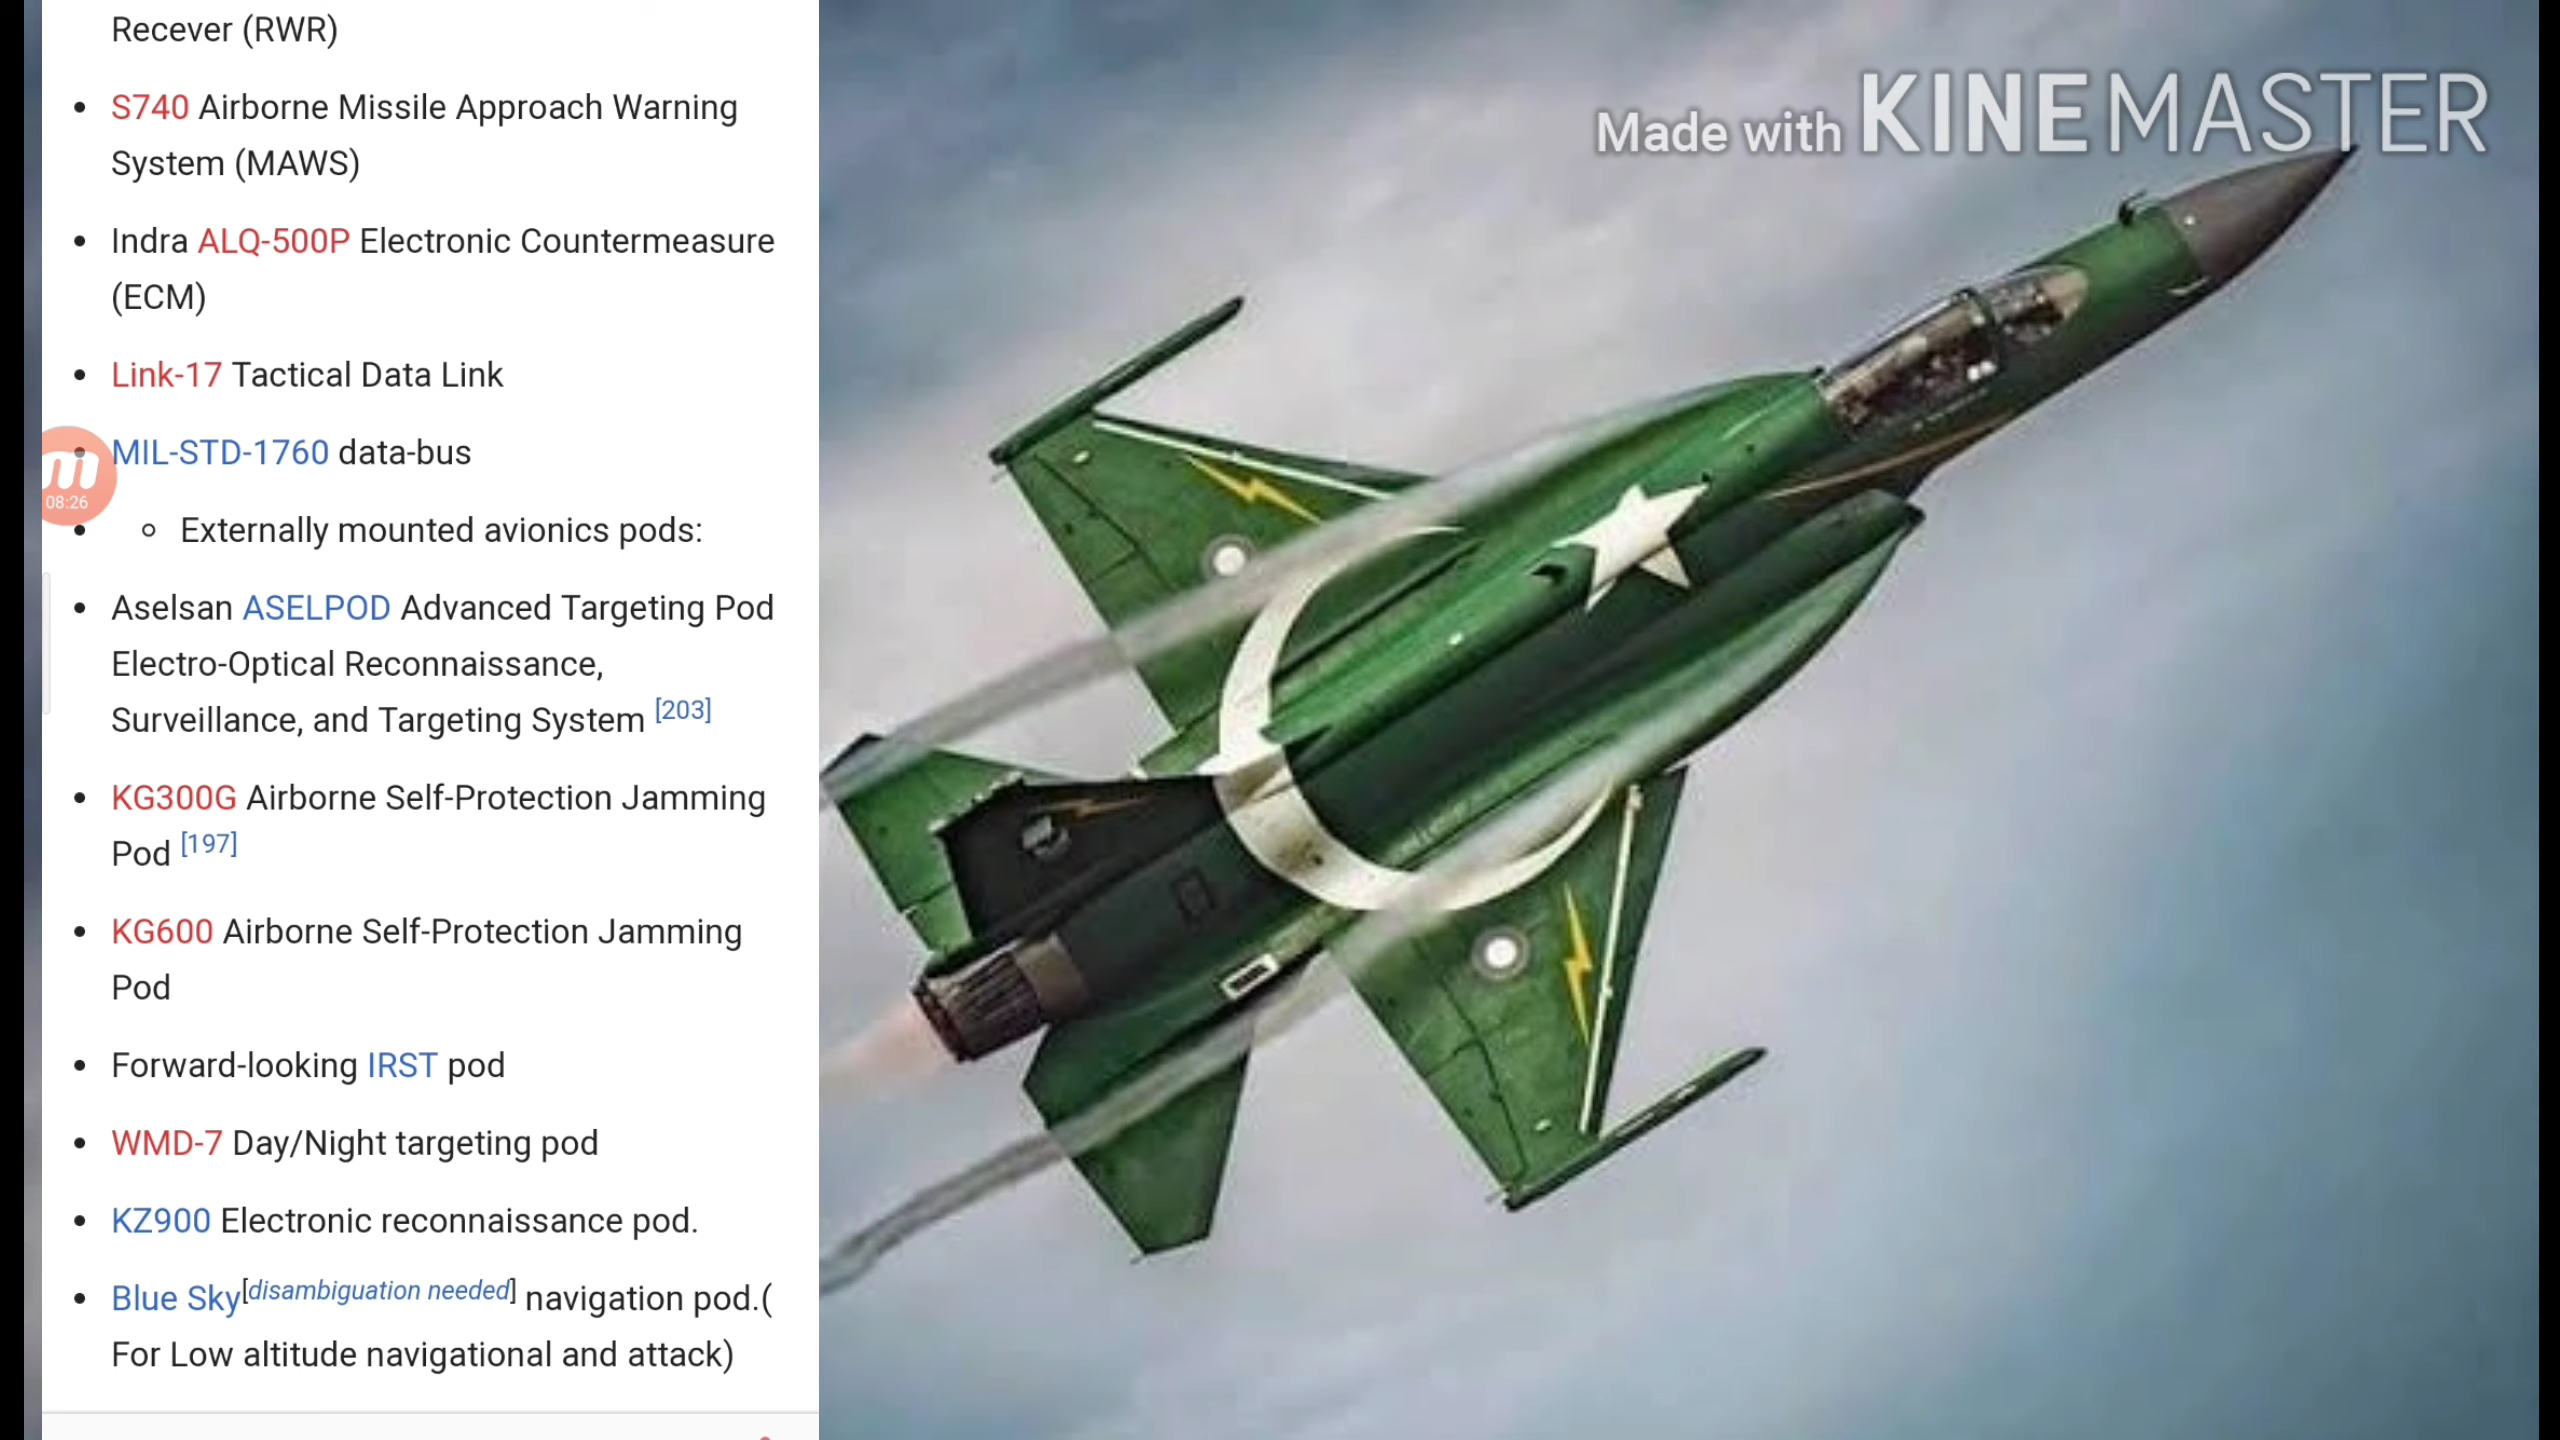 Recever (RWR)
S740 Airborne Missile Approach Warning
System (MAWS)
Indra ALQ-500P Electronic Countermeasure
(ECM)
Link-17 Tactical Data Link
MIL-STD-1760 data-bus
08:26
Externally mounted avionics pods:
Aselsan ASELPOD Advanced Targeting Pod
Electro-Optical Reconnaissance,
Surveillance, and Targeting System [203]
KG300G Airborne Self-Protection Jamming
Pod [197]
KG600 Airborne Self-Protection Jamming
Pod
Forward-looking IRST pod
WMD-7 Day/Night targeting pod
KZ900 Electronic reconnaissance pod.
Blue Sky[disambiguation needed] navigation pod.(
For Low altitude navigational and attack)
Made with KINEMASTER